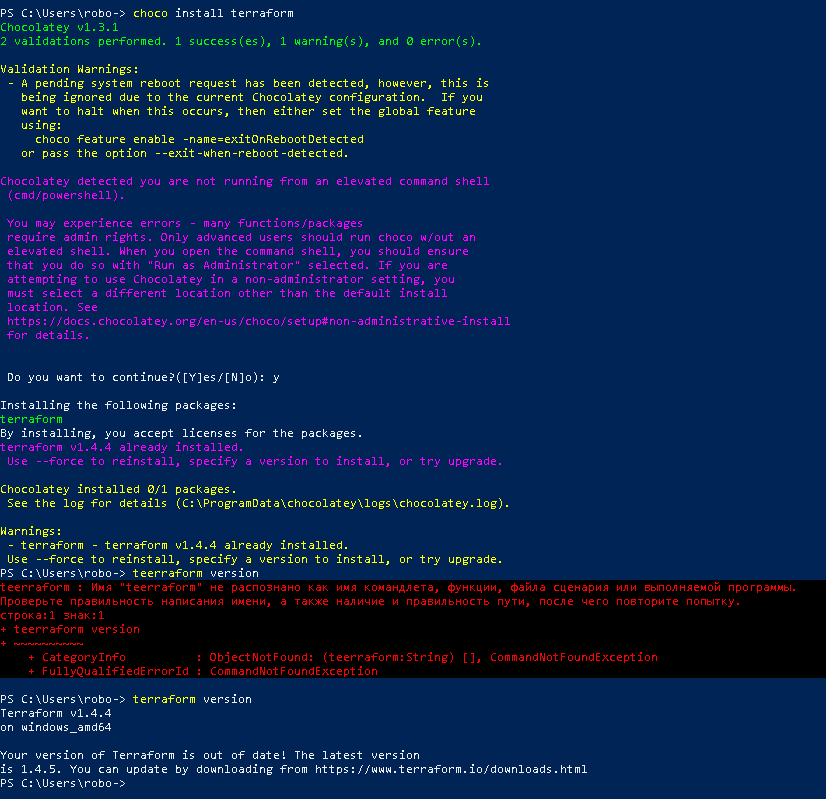 PS C:\Users\robo-> choco install terraform
Chocolatey v1.3.1
2 validations performed. 1 success(es), 1 warning(s), and 0 error(s).
Validation Warnings:
- A pending system reboot request has been detected, however, this is
being ignored due to the current Chocolatey configuration.  If you
want to halt when this occurs, then either set the global feature
using:
choco feature enable -name=exitOnRebootDetected
or pass the option --exit-when-reboot-detected.
Chocolatey detected you are not running from an elevated command shell
(cmd/powershell).
You may experience errors - many functions/packages
require admin rights. Only advanced users should run choco w/out an
elevated shell. When you open the command shell, you should ensure
that you do so with "Run as Administrator" selected. If you are
attempting to use Chocolatey in a non-administrator setting, you
must select a different location other than the default install
location. See
https://docs.chocolatey.org/en-us/choco/setup#non-administrative-install
for details.
Do you want to continue?([Y]es/[N]o): y
Installing the following packages:
terraform
By installing, you accept licenses for the packages.
terraform v1.4.4 already installed.
Use --force to reinstall, specify a version to install, or try upgrade.
Chocolatey installed 0/1 packages.
See the log for details (C:\ProgramData\chocolatey\logs\chocolatey.log).
Warnings:
- terraform - terraform v1.4.4 already installed.
Use --force to reinstall, specify a version to install, or try upgrade.
PS C:\Users\robo-> teerraform version
teerraform : Имя "teerraform" не распознано как имя командлета, функции, файла сценария или выполняемой программы.
Проверьте правильность написания имени, а также наличие и правильность пути, после чего повторите попытку.
строка:1 знак:1
+ teerraform version
+ ~~~~~~~~~~
+ CategoryInfo          : ObjectNotFound: (teerraform:String) [], CommandNotFoundException
+ FullyQualifiedErrorId : CommandNotFoundException
PS C:\Users\robo-> terraform version
Terraform v1.4.4
on windows_amd64
Your version of Terraform is out of date! The latest version
is 1.4.5. You can update by downloading from https://www.terraform.io/downloads.html
PS C:\Users\robo->